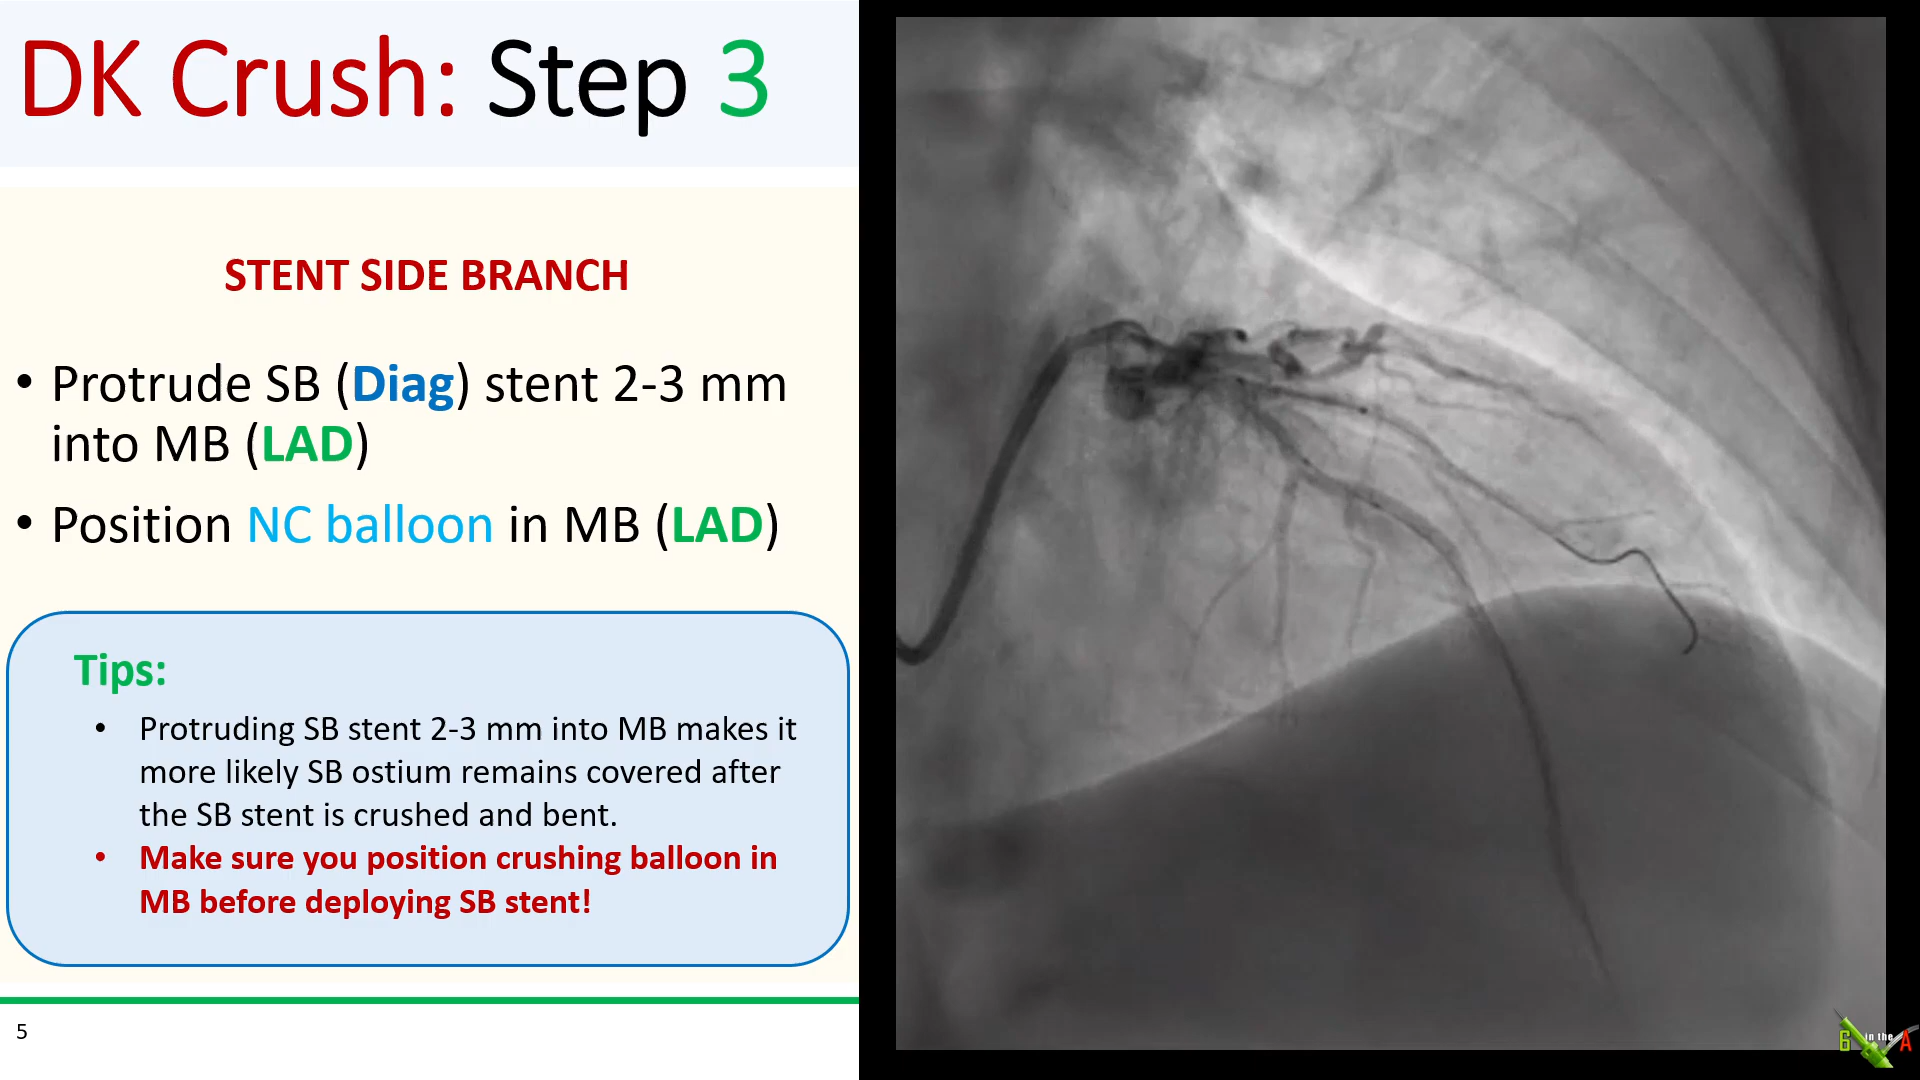 DK Crush: Step 3
STENT SIDE BRANCH
• Protrude SB (Diag) stent 2-3 mm
into MB (LAD)
• Position NC balloon in MB (LAD)
Tips:
• Protruding SB stent 2-3 mm into MB makes it
more likely SB ostium remains covered after
the SB stent is crushed and bent.
• Make sure you position crushing balloon in
MB before deploying SB stent!
5
6 in the A